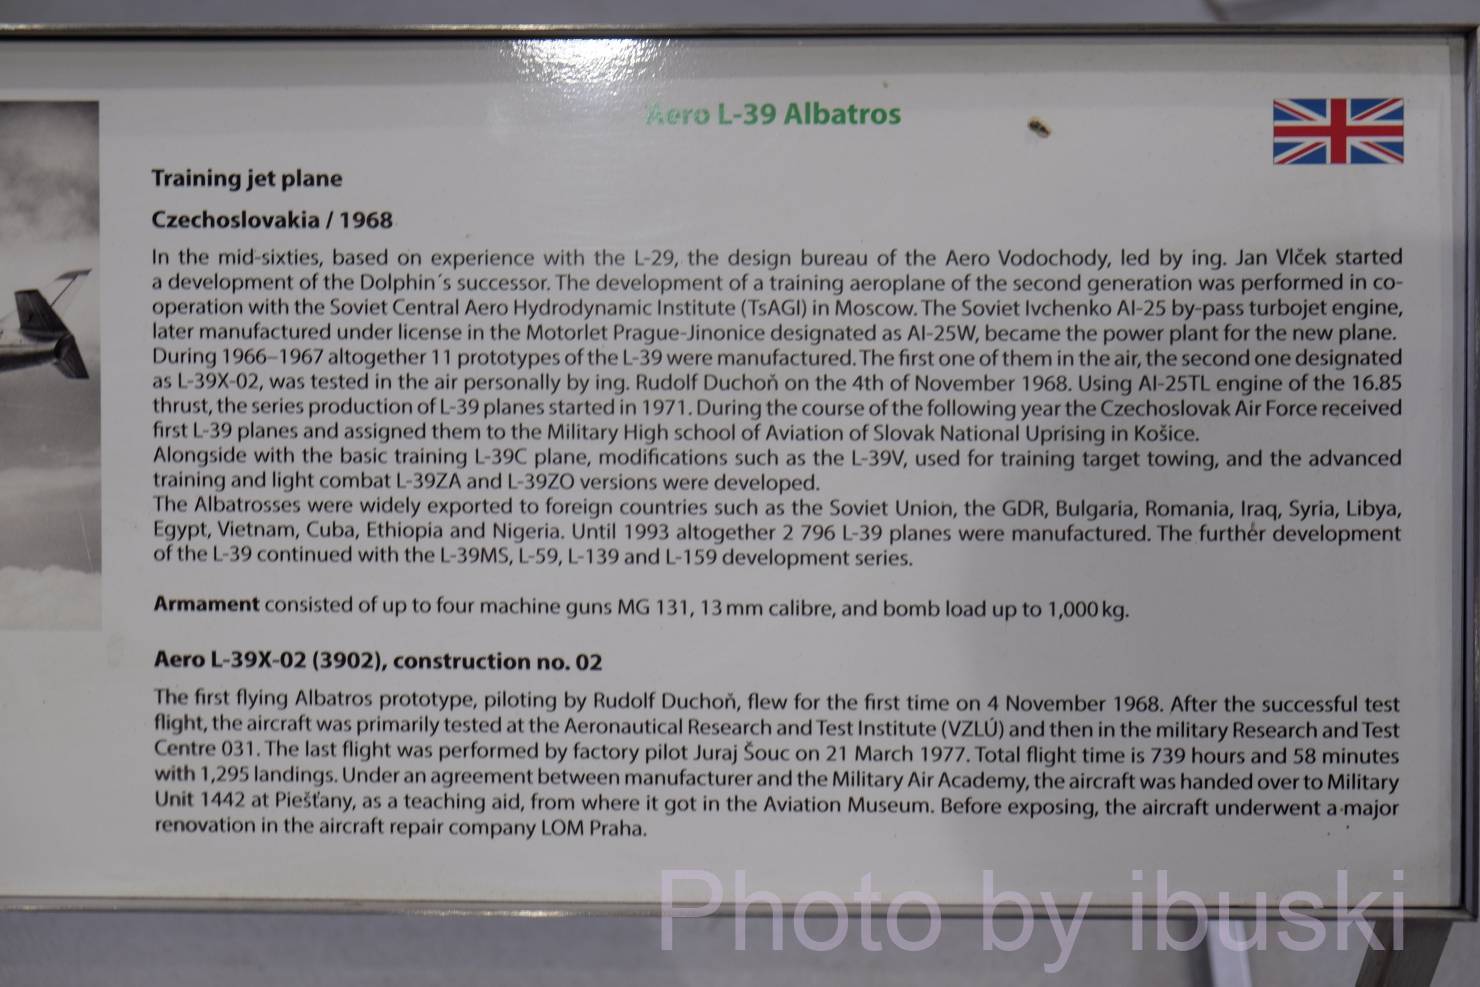 Aero L-39 Albatros
Training jet plane
Czechoslovakia / 1968
In the mid-sixties, based on experience with the L-29, the design bureau of the Aero Vodochody, led by ing. Jan Vlček started
a development of the Dolphin´s successor. The development of a training aeroplane of the second generation was performed in co-
operation with the Soviet Central Aero Hydrodynamic Institute (TsAGI) in Moscow. The Soviet Ivchenko AI-25 by-pass turbojet engine,
later manufactured under license in the Motorlet Prague-Jinonice designated as AI-25W, became the power plant for the new plane.
During 1966–1967 altogether 11 prototypes of the L-39 were manufactured. The first one of them in the air, the second one designated
as L-39X-02, was tested in the air personally by ing. Rudolf Duchoň on the 4th of November 1968. Using AI-25TL engine of the 16.85
thrust, the series production of L-39 planes started in 1971. During the course of the following year the Czechoslovak Air Force received
first L-39 planes and assigned them to the Military High school of Aviation of Slovak National Uprising in Košice.
Alongside with the basic training L-39C plane, modifications such as the L-39V, used for training target towing, and the advanced
training and light combat L-39ZA and L-39ZO versions were developed.
The Albatrosses were widely exported to foreign countries such as the Soviet Union, the GDR, Bulgaria, Romania, Iraq, Syria, Libya,
Egypt, Vietnam, Cuba, Ethiopia and Nigeria. Until 1993 altogether 2 796 L-39 planes were manufactured. The further development
of the L-39 continued with the L-39MS, L-59, L-139 and L-159 development series.
Armament consisted of up to four machine guns MG 131, 13 mm calibre, and bomb load up to 1,000 kg.
Aero L-39X-02 (3902), construction no. 02
The first flying Albatros prototype, piloting by Rudolf Duchoň, flew for the first time on 4 November 1968. After the successful test
flight, the aircraft was primarily tested at the Aeronautical Research and Test Institute (VZLÚ) and then in the military Research and Test
Centre 031. The last flight was performed by factory pilot Juraj Šouc on 21 March 1977. Total flight time is 739 hours and 58 minutes
with 1,295 landings. Under an agreement between manufacturer and the Military Air Academy, the aircraft was handed over to Military
Unit 1442 at Piešťany, as a teaching aid, from where it got in the Aviation Museum. Before exposing, the aircraft underwent a major
renovation in the aircraft repair company LOM Praha.
Photo by ibuski